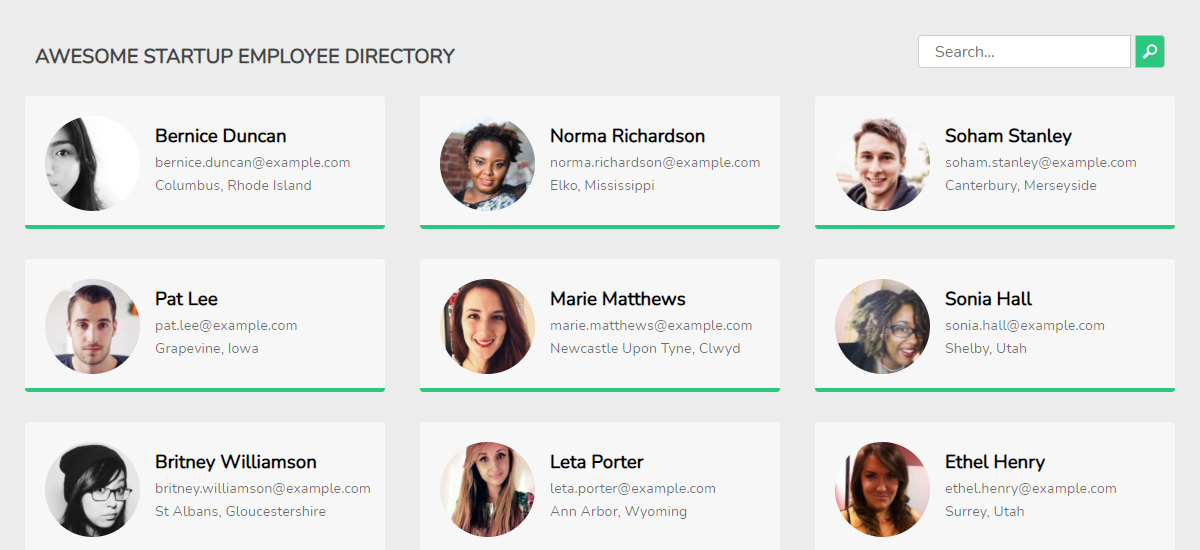 AWESOME STARTUP EMPLOYEE DIRECTORY
Search...
Bernice Duncan
bernice.duncan@example.com
Columbus, Rhode Island
Norma Richardson
norma.richardson@example.com
Elko, Mississippi
Soham Stanley
soham.stanley@example.com
Canterbury, Merseyside
Pat Lee
pat.lee@example.com
Grapevine, Iowa
Marie Matthews
marie.matthews@example.com
Newcastle Upon Tyne, Clwyd
Sonia Hall
sonia.hall@example.com
Shelby, Utah
Britney Williamson
britney.williamson@example.com
St Albans, Gloucestershire
Leta Porter
leta.porter@example.com
Ann Arbor, Wyoming
Ethel Henry
ethel.henry@example.com
Surrey, Utah